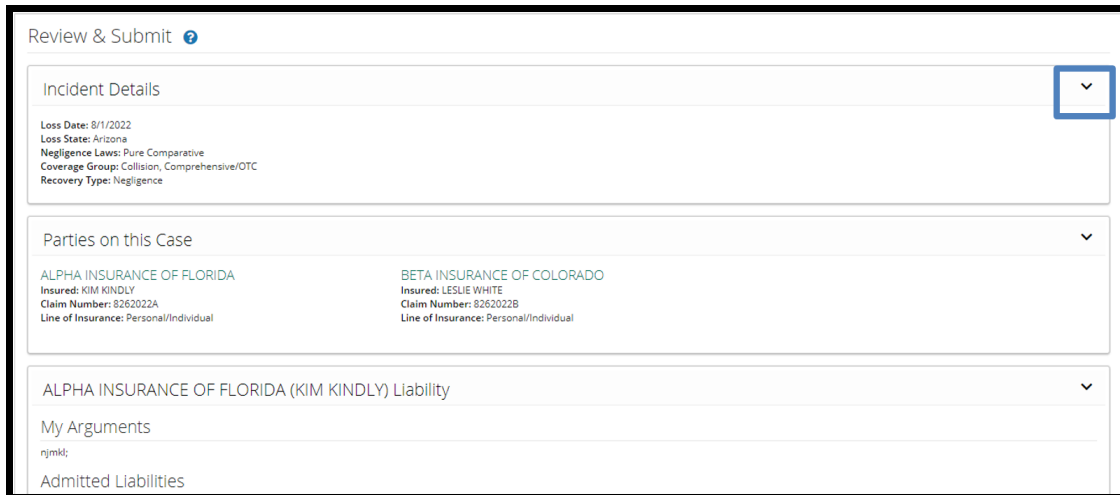 Review & Submit ?
Incident Details
Loss Date: 8/1/2022
Loss State: Arizona
Negligence Laws: Pure Comparative
Coverage Group: Collision, Comprehensive/OTC
Recovery Type: Negligence
Parties on this Case
ALPHA INSURANCE OF FLORIDA
Insured: KIM KINDLY
Claim Number: 8262022A
Line of Insurance: Personal/Individual
BETA INSURANCE OF COLORADO
Insured: LESLIE WHITE
Claim Number: 8262022B
Line of Insurance: Personal/Individual
ALPHA INSURANCE OF FLORIDA (KIM KINDLY) Liability
My Arguments
njmkl;
Admitted Liabilities